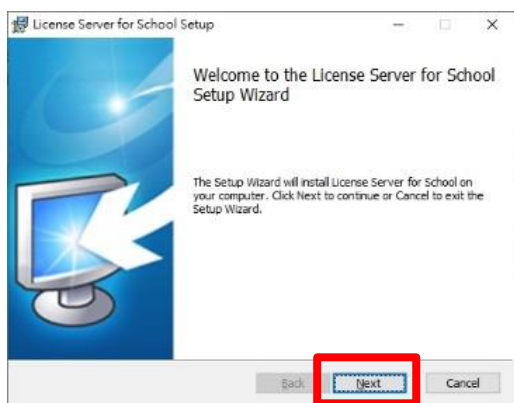 License Server for School Setup
Welcome to the License Server for School
Setup Wizard
The Setup Wizard will install License Server for School on
your computer. Click Next to continue or Cancel to exit the
Setup Wizard.
Back Next Cancel